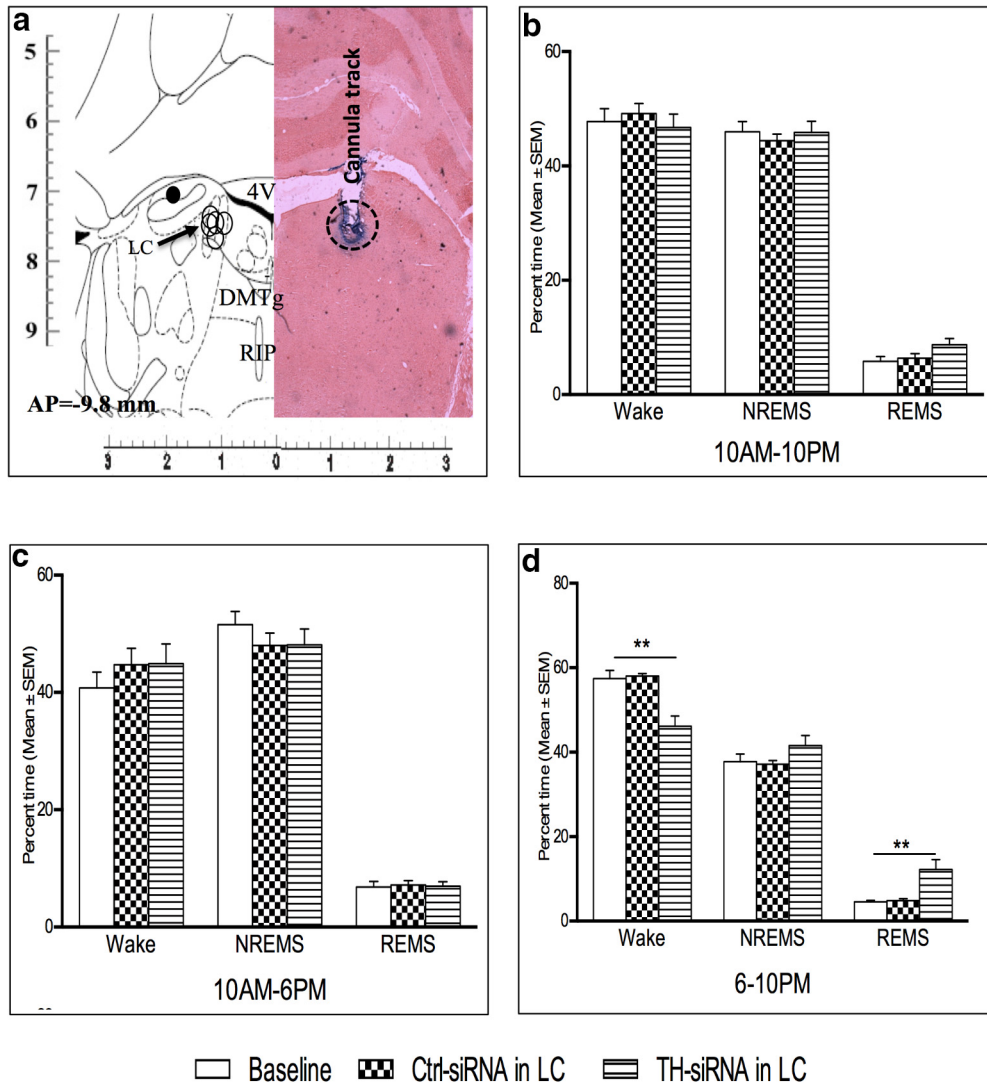 a
5
6
7
8
9
4V
LC
DMTg
RIP
AP=-9.8 mm
Cannula track
3 2 1 0 1 2 3
b
Percent time (Mean ± SEM)
60
40
20
0
Wake NREMS REMS
10AM-10PM
c
Percent time (Mean ± SEM)
60
40
20
0
Wake NREMS REMS
10AM-6PM
d
Percent time (Mean ± SEM)
80
60
40
20
0
**
**
Wake NREMS REMS
6-10PM
Baseline Ctrl-siRNA in LC TH-siRNA in LC